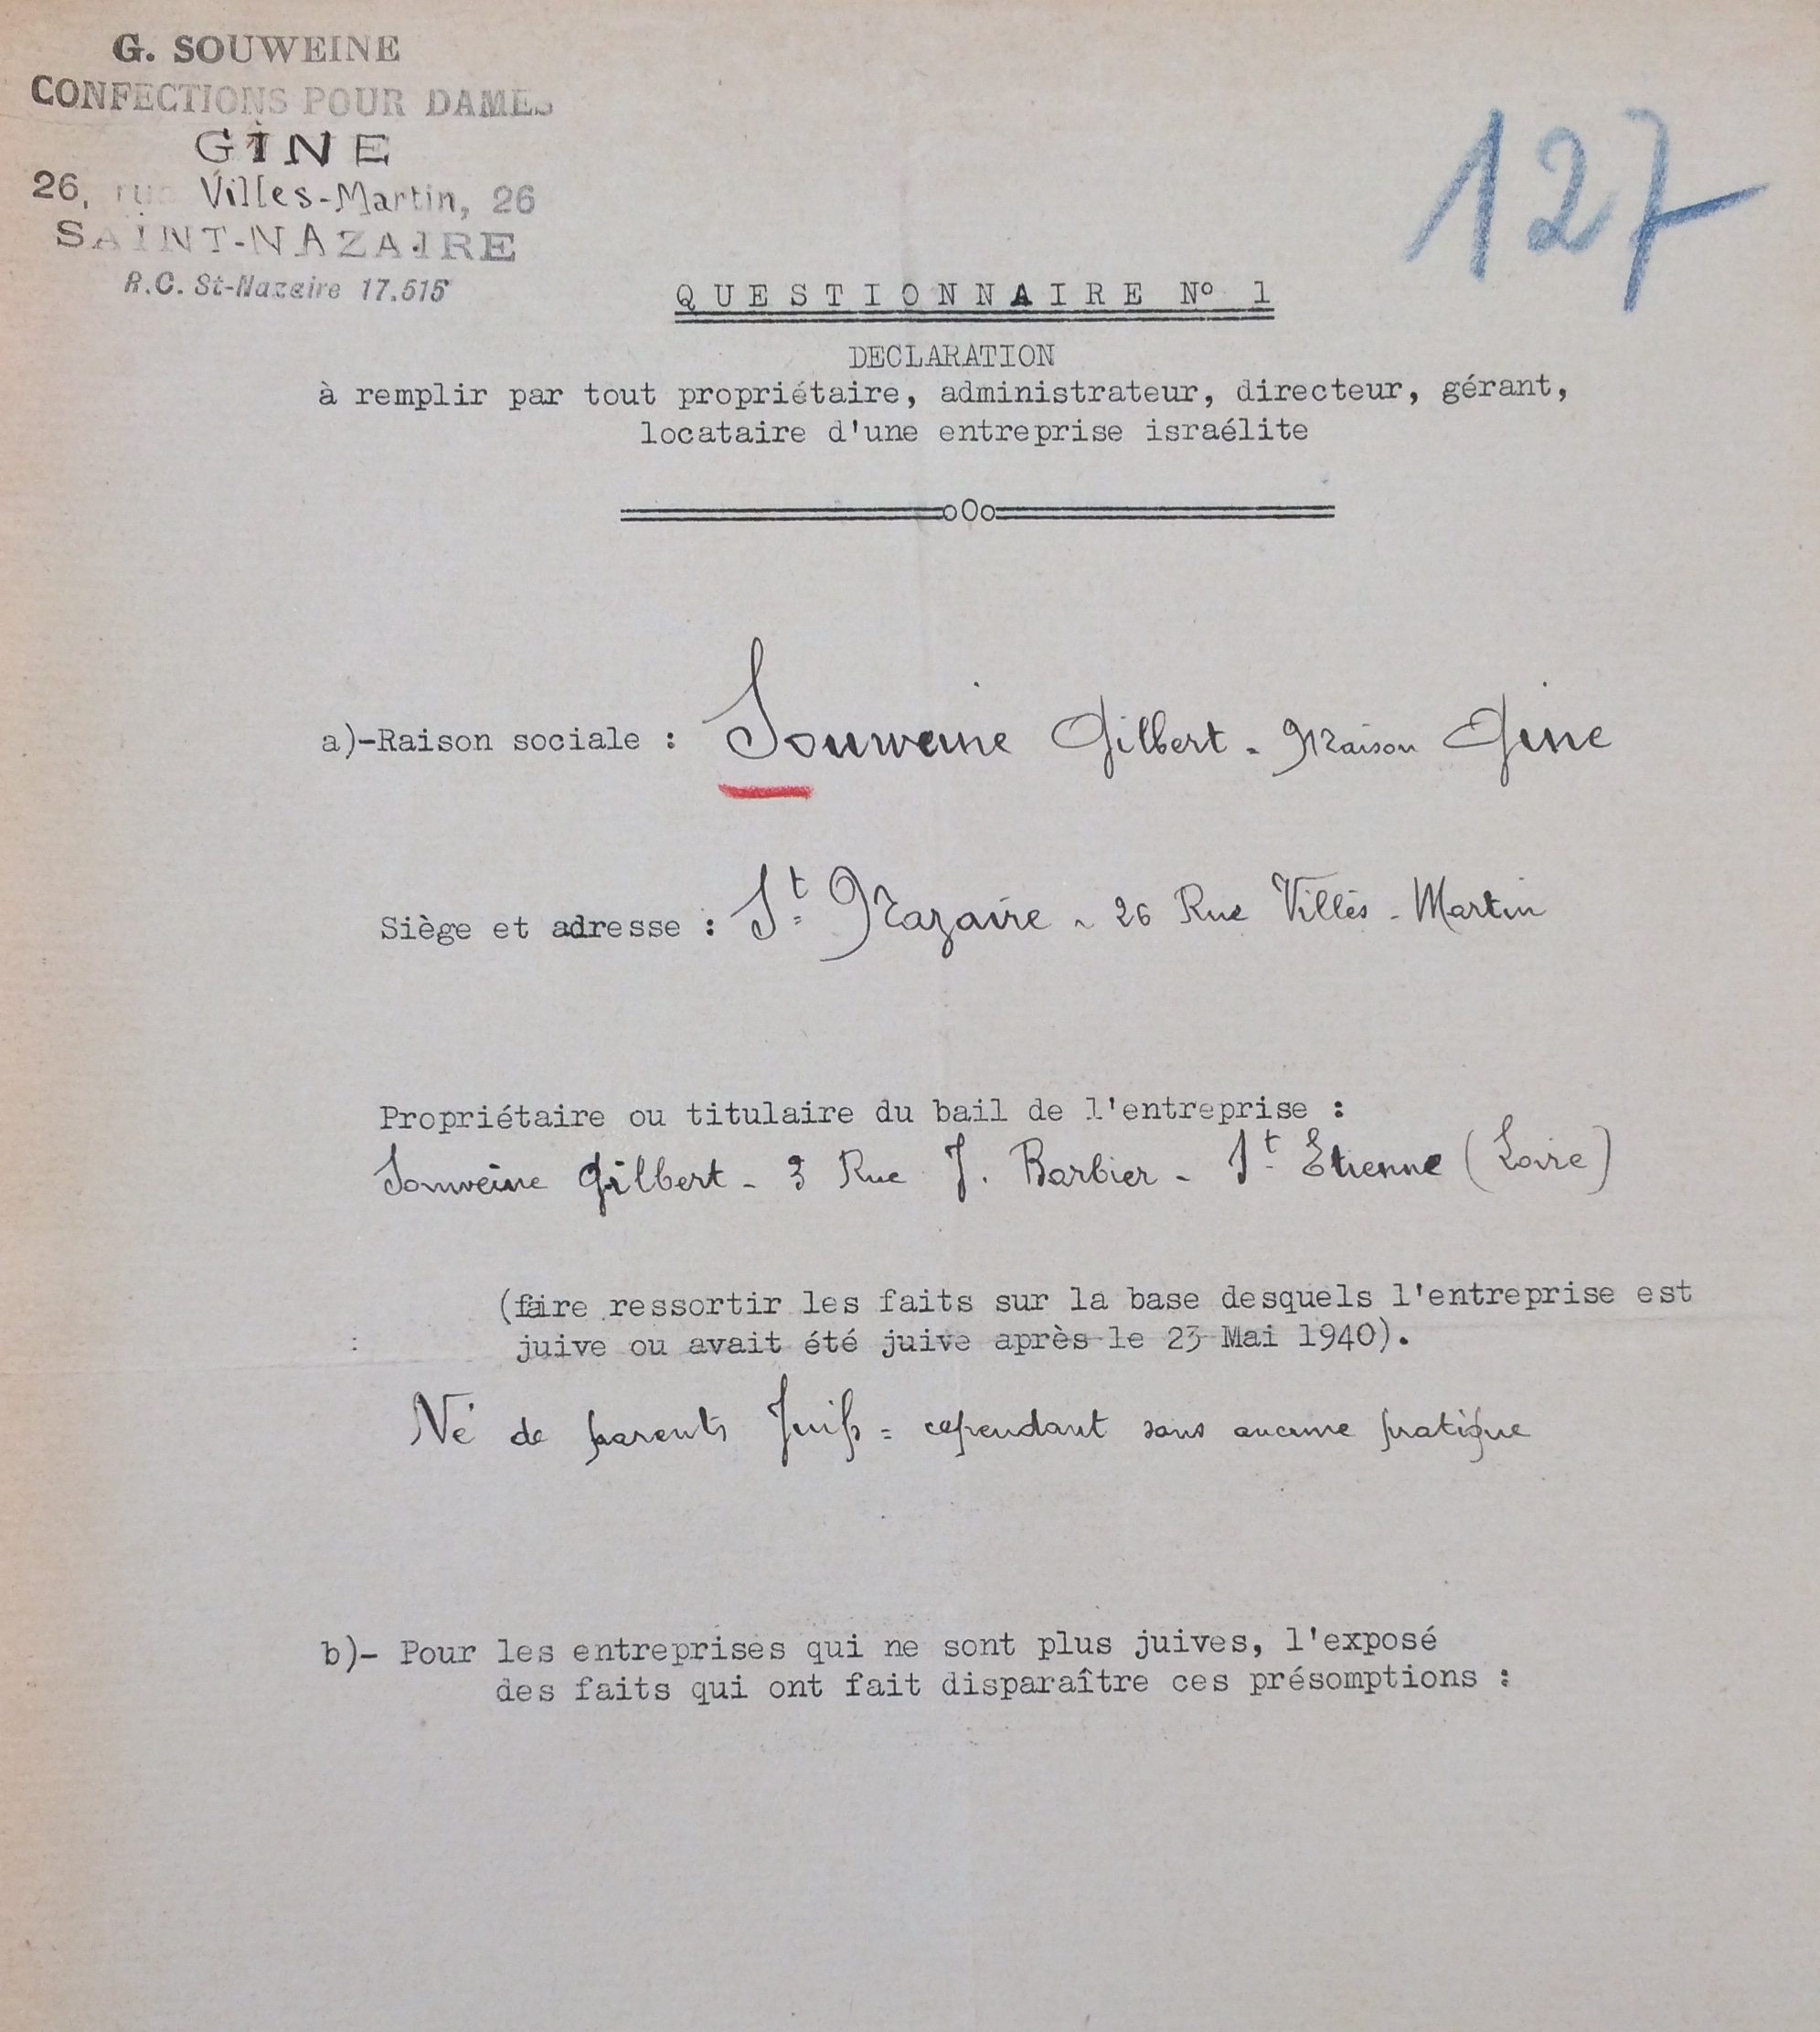 G. SOUWEINE
CONFECTIONS POUR DAMES
GINE
26, rue Villes-Martin, 26
SAINT-NAZAIRE
R.C. St-Nazaire 17.515
127
QUESTIONNAIRE Nº 1
DECLARATION
à remplir par tout propriétaire, administrateur, directeur, gérant,
locataire d'une entreprise israélite
oOo
a)-Raison sociale : Souweine Gilbert - Maison Gine
Siège et adresse : St Nazaire - 26 Rue Villès - Martin
Propriétaire ou titulaire du bail de l'entreprise :
Souweine Gilbert - 3 Rue J. Barbier - St Etienne (Loire)
(faire ressortir les faits sur la base desquels l'entreprise est
juive ou avait été juive après le 23 Mai 1940).
Né de parents Juifs = cependant sans aucune pratique
b)- Pour les entreprises qui ne sont plus juives, l'exposé
des faits qui ont fait disparaître ces présomptions :